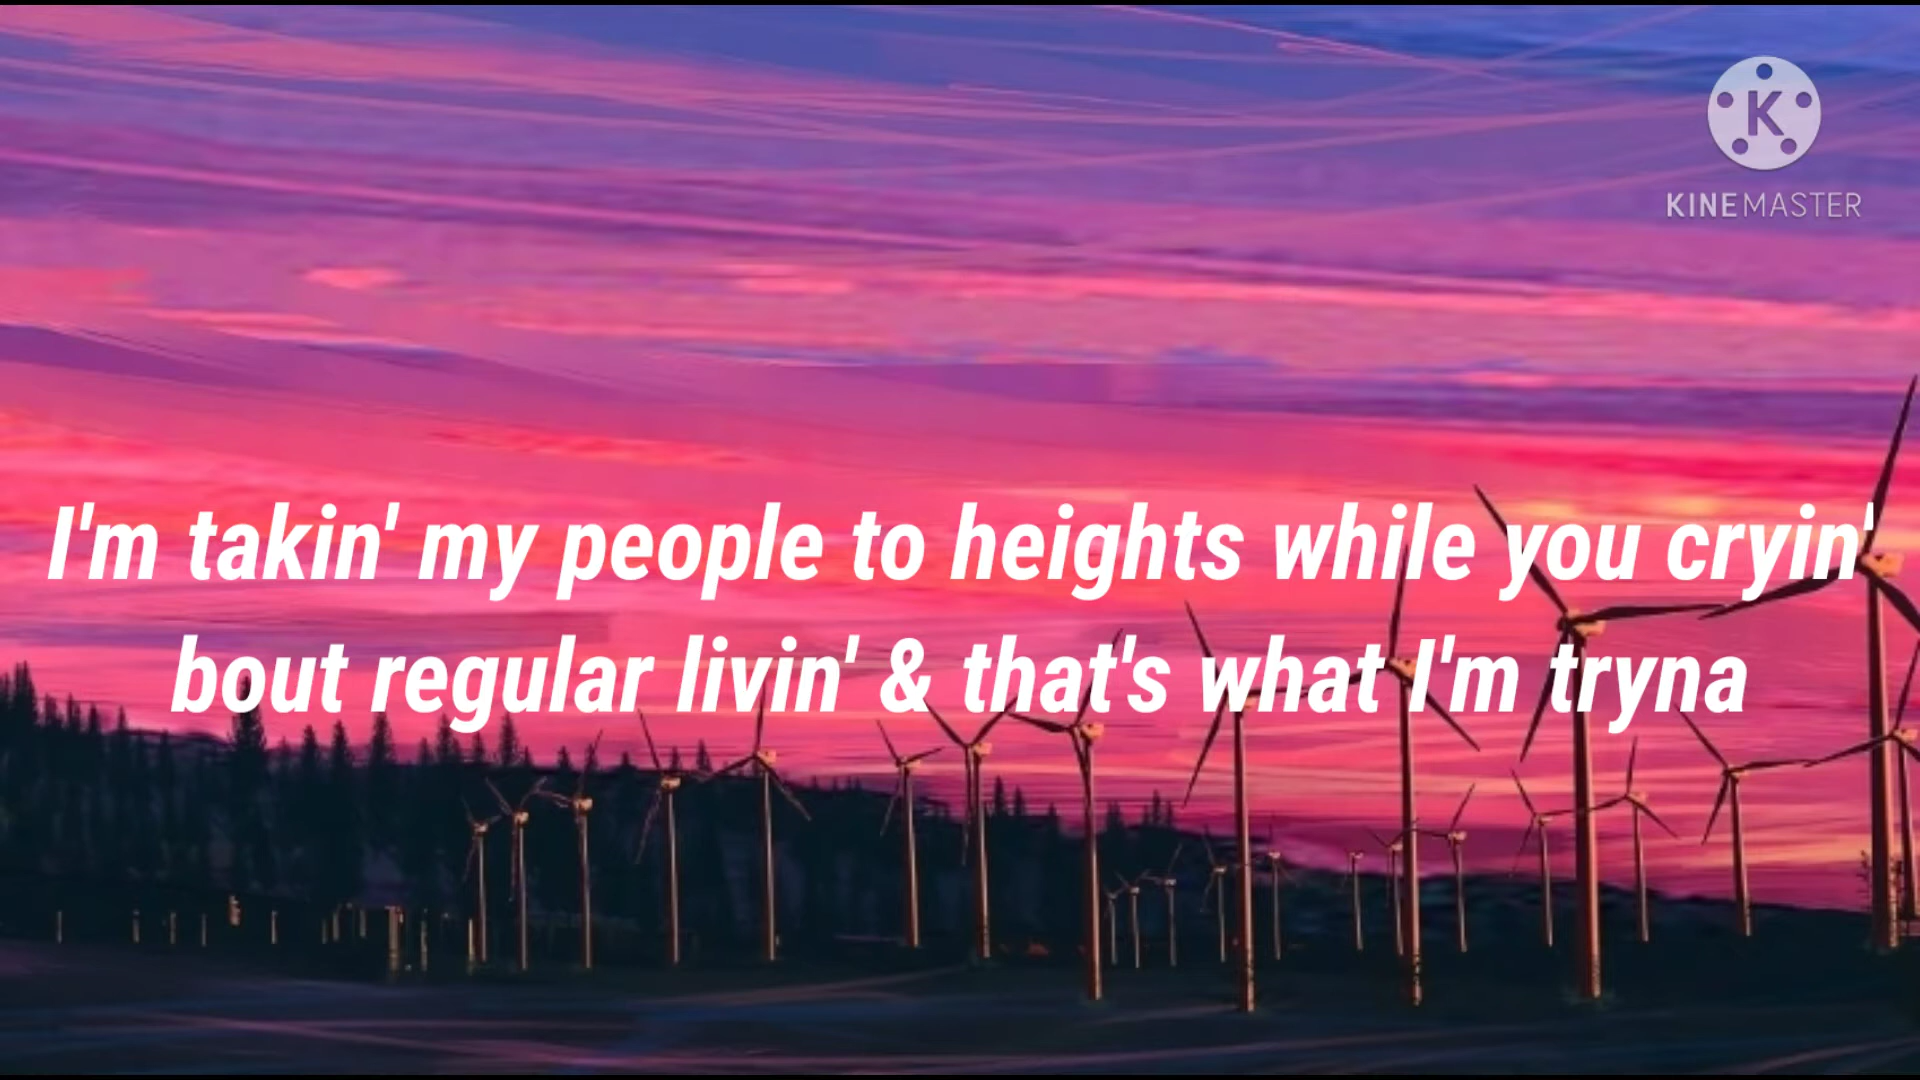 K
KINEMASTER
I'm takin' my people to heights while you cryin'
bout regular livin' & that's what I'm tryna